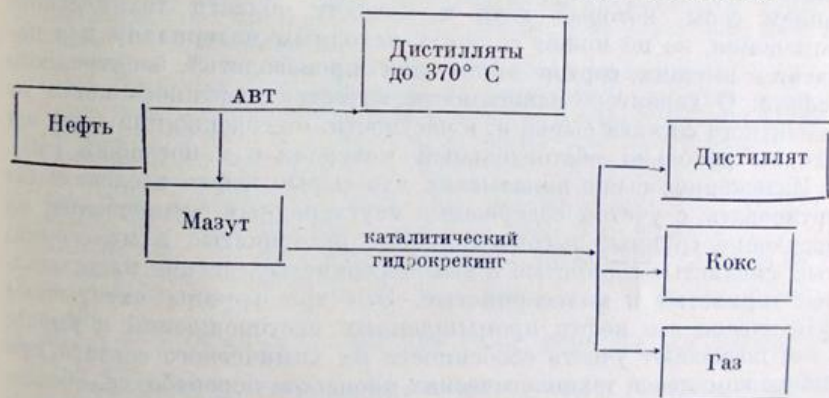 Дистилляты
до 370° С
АВТ
Нефть
Дистиллят
Мазут
каталитический
гидрокрекинг
Кокс
Газ